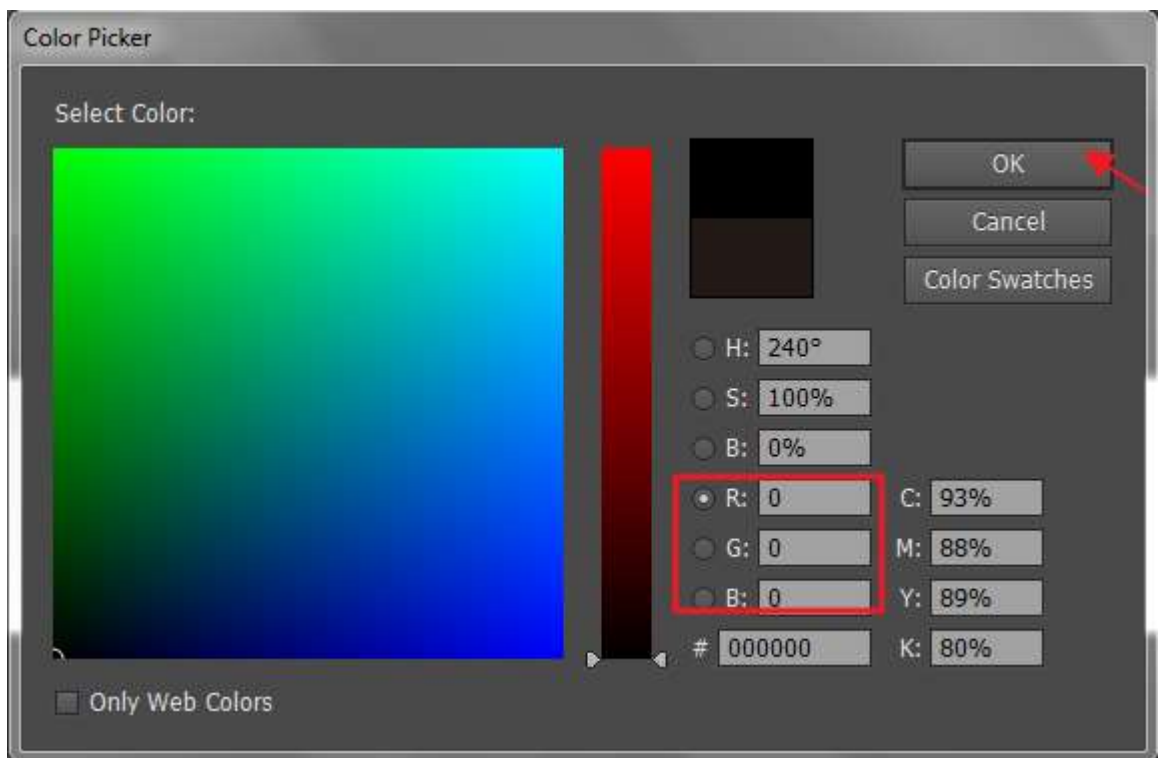 Color Picker
Select Color:
OK
Cancel
Color Swatches
H: 240°
S: 100%
B: 0%
R: 0
C: 93%
G: 0
M: 88%
B: 0
Y: 89%
# 000000
K: 80%
Only Web Colors